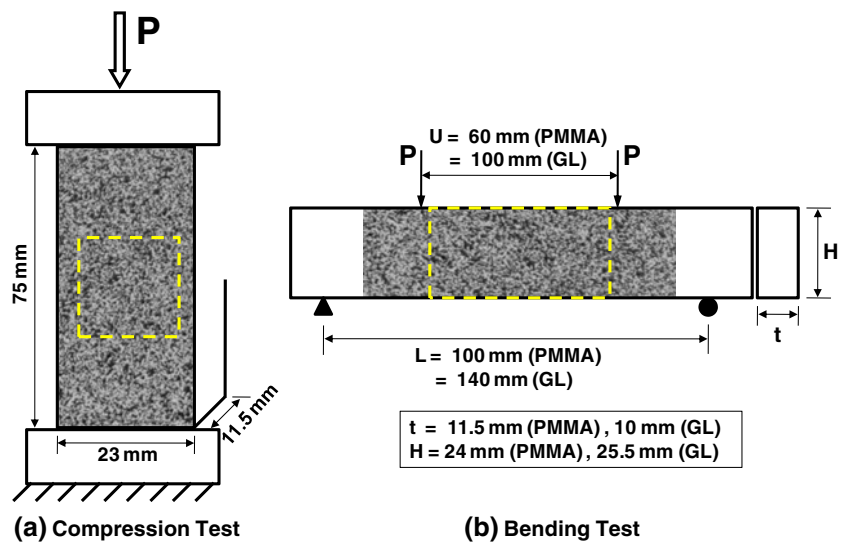 P
75 mm
23 mm
11.5 mm
(a) Compression Test
U = 60 mm (PMMA)
= 100 mm (GL)
P
P
H
t
L = 100 mm (PMMA)
= 140 mm (GL)
t = 11.5 mm (PMMA) , 10 mm (GL)
H = 24 mm (PMMA) , 25.5 mm (GL)
(b) Bending Test